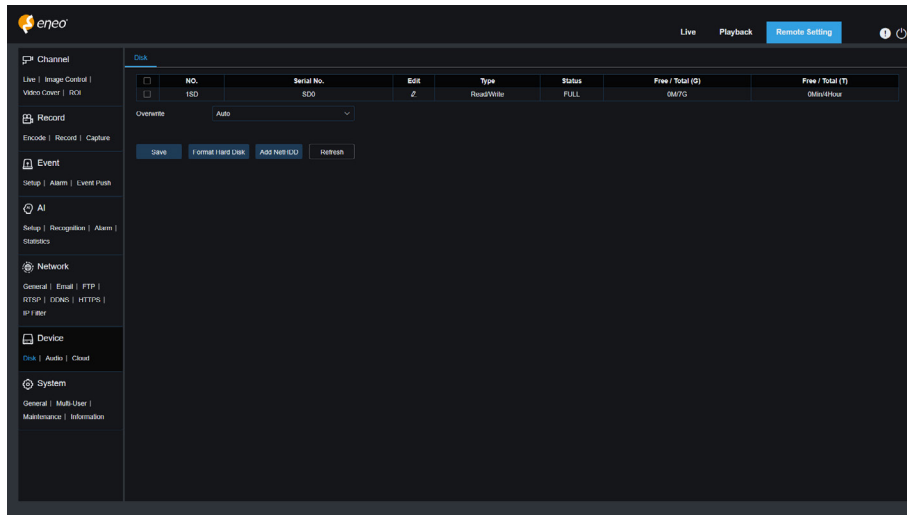 eneo
Live Playback Remote Setting
Channel
Live | Image Control |
Video Cover | ROI
Record
Encode | Record | Capture
Event
Setup | Alarm | Event Push
AI
Setup | Recognition | Alarm |
Statistics
Network
General | Email | FTP |
RTSP | DDNS | HTTPS |
IP Filter
Device
Disk | Audio | Cloud
System
General | Multi-User |
Maintenance | Information
Disk
NO. Serial No. Edit Type Status Free / Total (G) Free / Total (T)
1SD SD0 Read/Write FULL 0M/7G 0Min/4Hour
Overwrite Auto
Save Format Hard Disk Add NetHDD Refresh